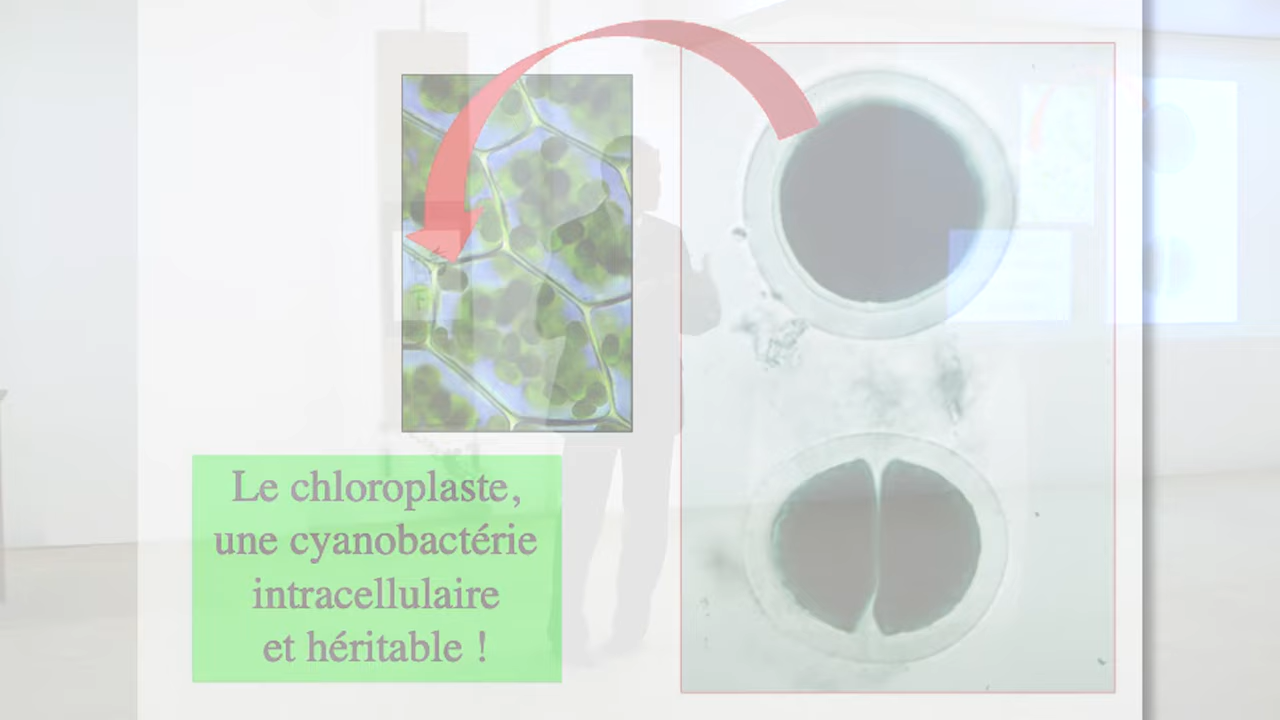 Le chloroplaste,
une cyanobactérie
intracellulaire
et héritable !